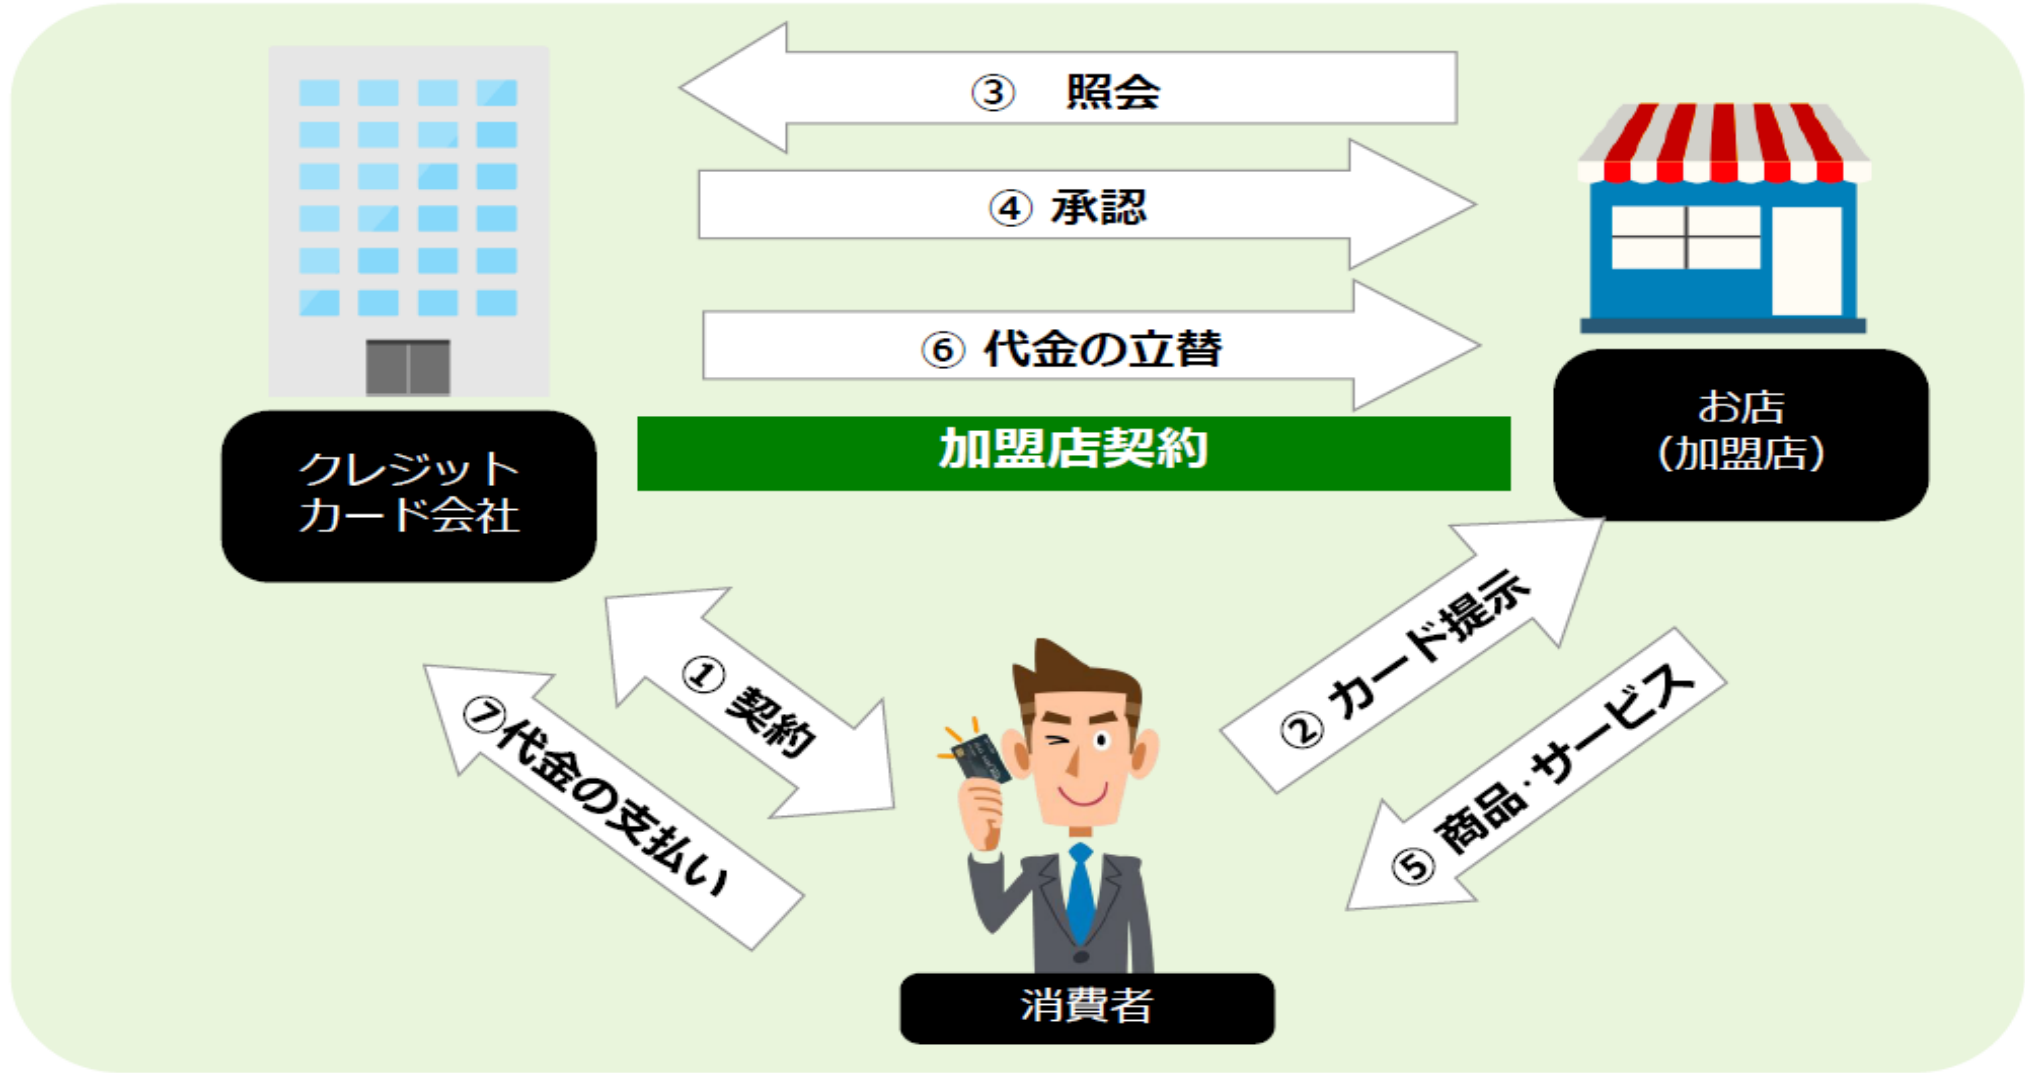 ③　照会
④ 承認
⑥ 代金の立替
加盟店契約
クレジット
カード会社
お店
（加盟店）
① 契約
⑦代金の支払い
② カード提示
⑤ 商品･サービス
消費者